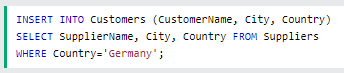 INSERT INTO Customers (CustomerName, City, Country)
SELECT SupplierName, City, Country FROM Suppliers
WHERE Country='Germany';